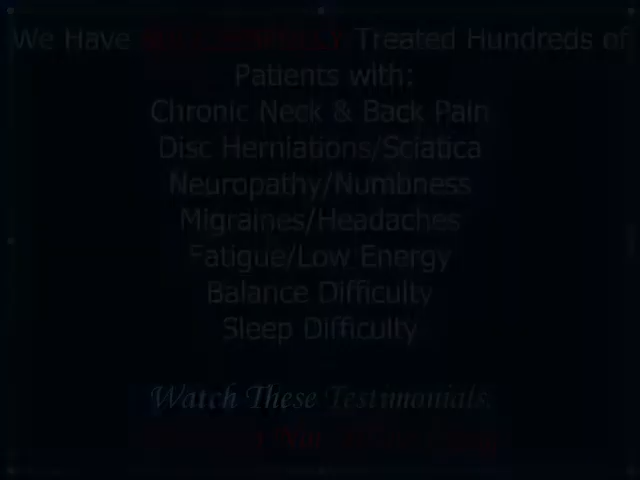 We Have Treated Hundreds of
Patients with:
Chronic Neck & Back Pain
Disc Herniations/Sciatica
Neuropathy/Numbness
Migraines/Headaches
Fatigue/Low Energy
Balance Difficulty
Sleep Difficulty
Watch These Testimonials.